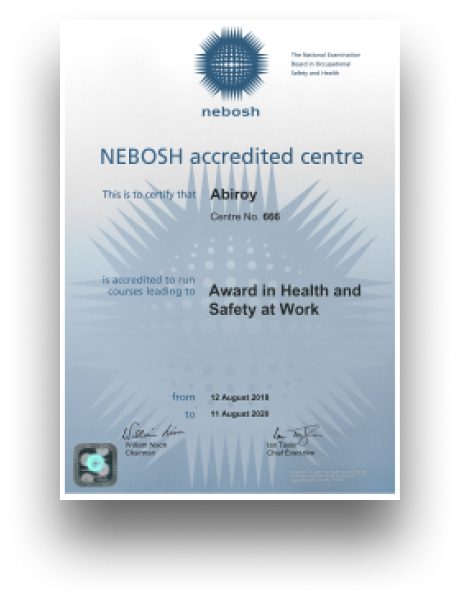 The National Examination
Board in Occupational
Safety and Health
nebosh
NEBOSH accredited centre
This is to certify that Abiroy
Centre No. 666
is accredited to run
courses leading to
Award in Health and
Safety at Work
from 12 August 2018
to 11 August
William Nixon
Chairman
Ian Taylor
Chief Executive